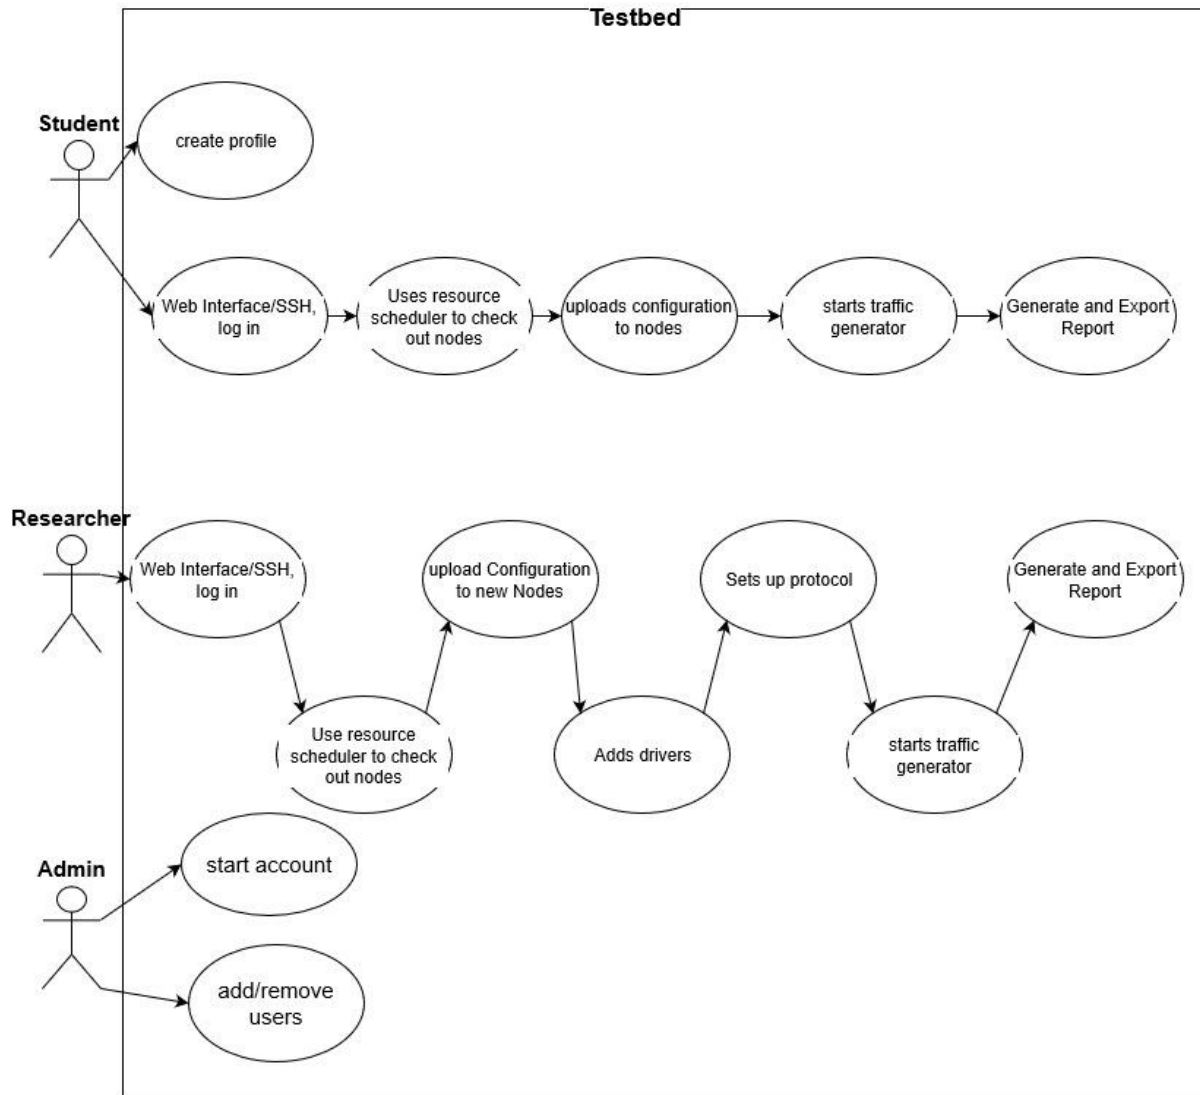 Testbed
Student
create profile
Web Interface/SSH,
log in
Uses resource
scheduler to check
out nodes
uploads configuration
to nodes
starts traffic
generator
Generate and Export
Report
Researcher
Web Interface/SSH,
log in
upload Configuration
to new Nodes
Sets up protocol
Generate and Export
Report
Use resource
scheduler to check
out nodes
Adds drivers
starts traffic
generator
Admin
start account
add/remove
users